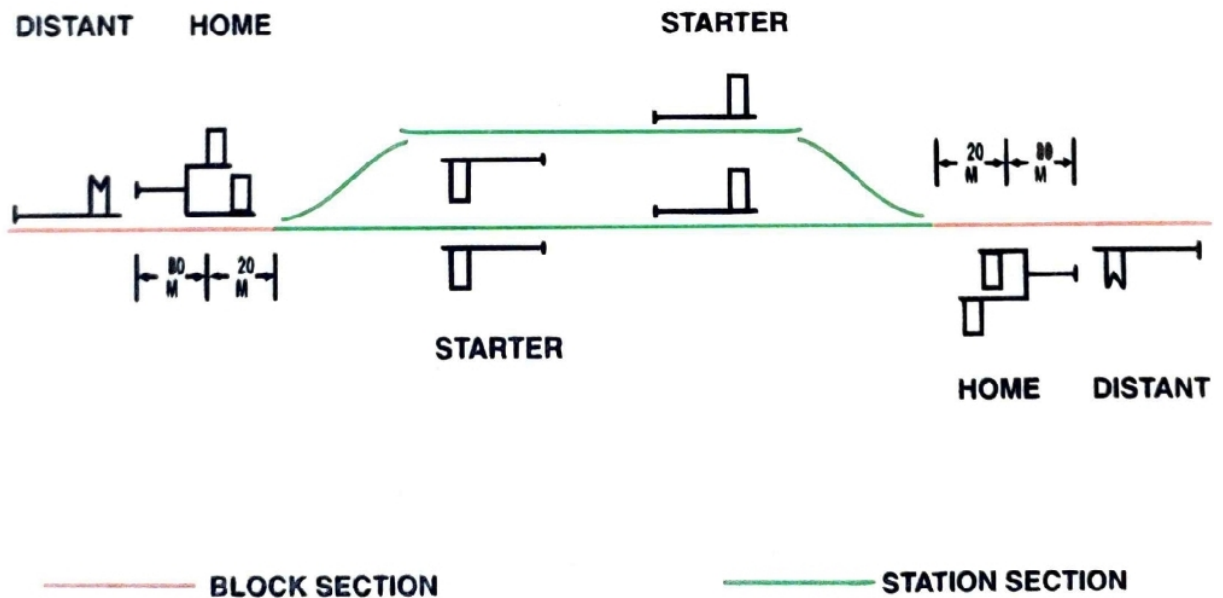 DISTANT HOME
STARTER
M
20
M
80
M
80
M
20
M
STARTER
M
HOME DISTANT
BLOCK SECTION
STATION SECTION